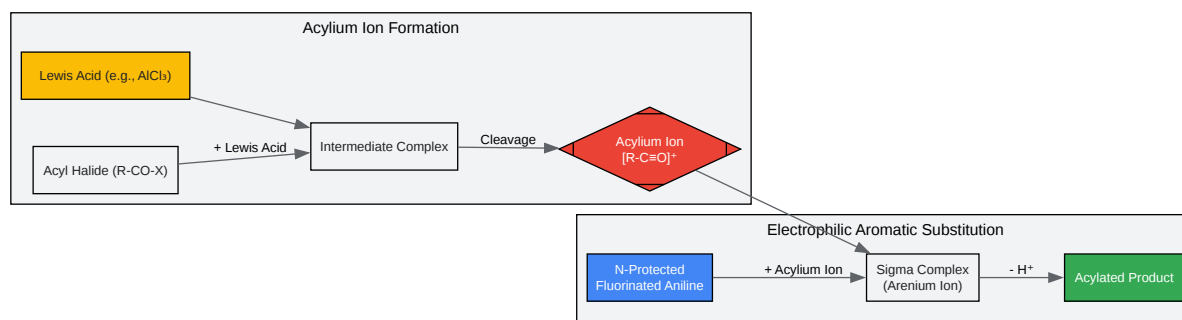 Acylium Ion Formation
Lewis Acid (e.g., AlCl₃)
Acyl Halide (R-CO-X)
+ Lewis Acid
Intermediate Complex
Cleavage
Acylium Ion
[R-C≡O]⁺
Electrophilic Aromatic Substitution
N-Protected
Fluorinated Aniline
+ Acylium Ion
Sigma Complex
(Arenium Ion)
- H⁺
Acylated Product